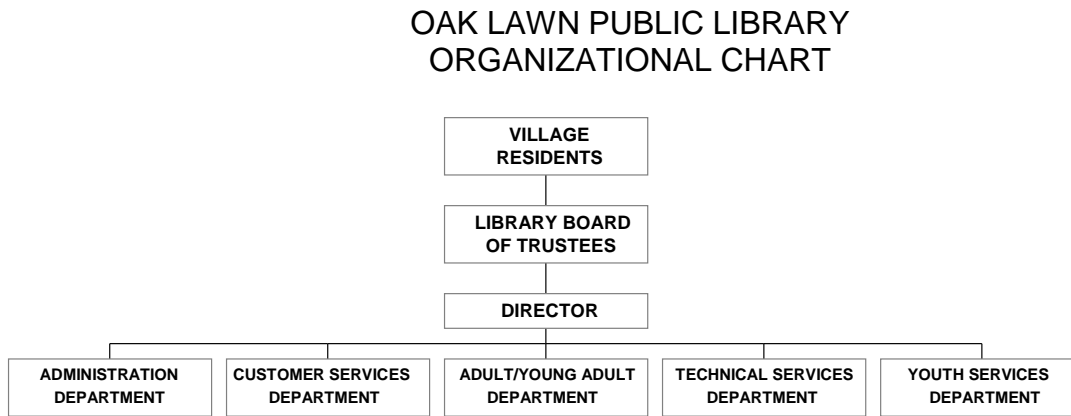 OAK LAWN PUBLIC LIBRARY
ORGANIZATIONAL CHART
VILLAGE
RESIDENTS
LIBRARY BOARD
OF TRUSTEES
DIRECTOR
ADMINISTRATION
DEPARTMENT
CUSTOMER SERVICES
DEPARTMENT
ADULT/YOUNG ADULT
DEPARTMENT
TECHNICAL SERVICES
DEPARTMENT
YOUTH SERVICES
DEPARTMENT